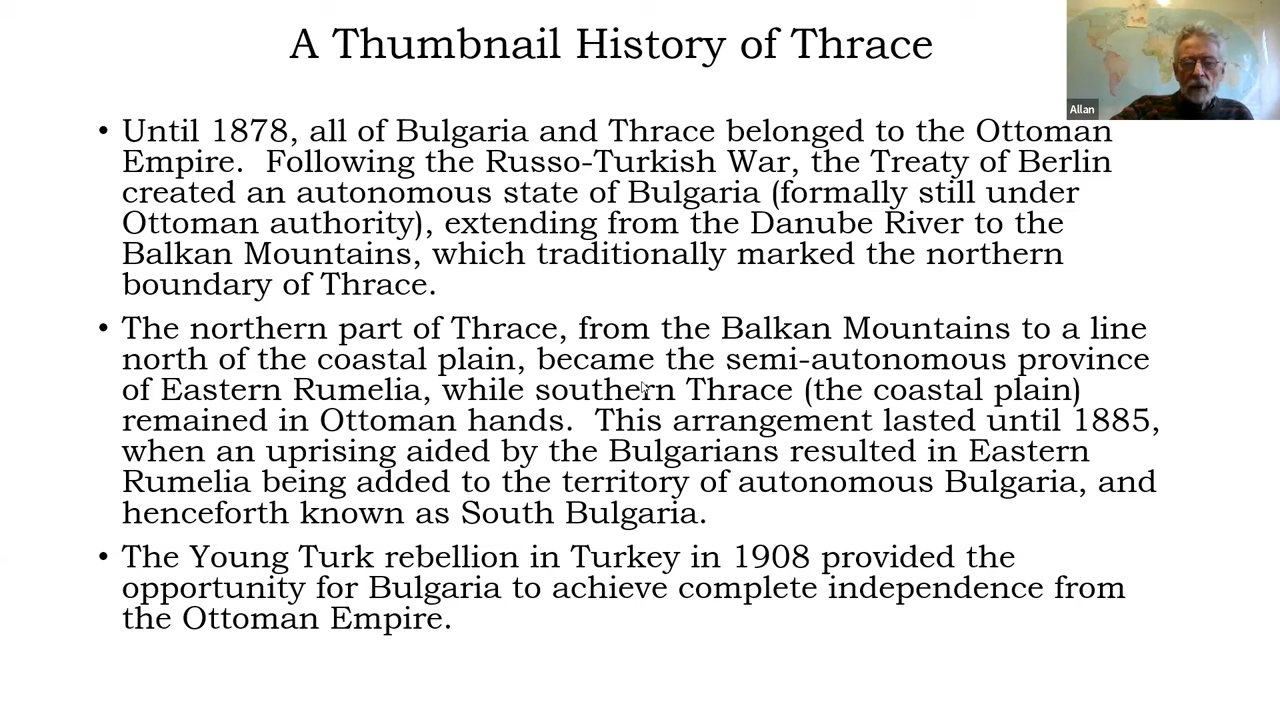 A Thumbnail History of Thrace
Allan
• Until 1878, all of Bulgaria and Thrace belonged to the Ottoman
Empire.  Following the Russo-Turkish War, the Treaty of Berlin
created an autonomous state of Bulgaria (formally still under
Ottoman authority), extending from the Danube River to the
Balkan Mountains, which traditionally marked the northern
boundary of Thrace.
• The northern part of Thrace, from the Balkan Mountains to a line
north of the coastal plain, became the semi-autonomous province
of Eastern Rumelia, while southern Thrace (the coastal plain)
remained in Ottoman hands.  This arrangement lasted until 1885,
when an uprising aided by the Bulgarians resulted in Eastern
Rumelia being added to the territory of autonomous Bulgaria, and
henceforth known as South Bulgaria.
• The Young Turk rebellion in Turkey in 1908 provided the
opportunity for Bulgaria to achieve complete independence from
the Ottoman Empire.